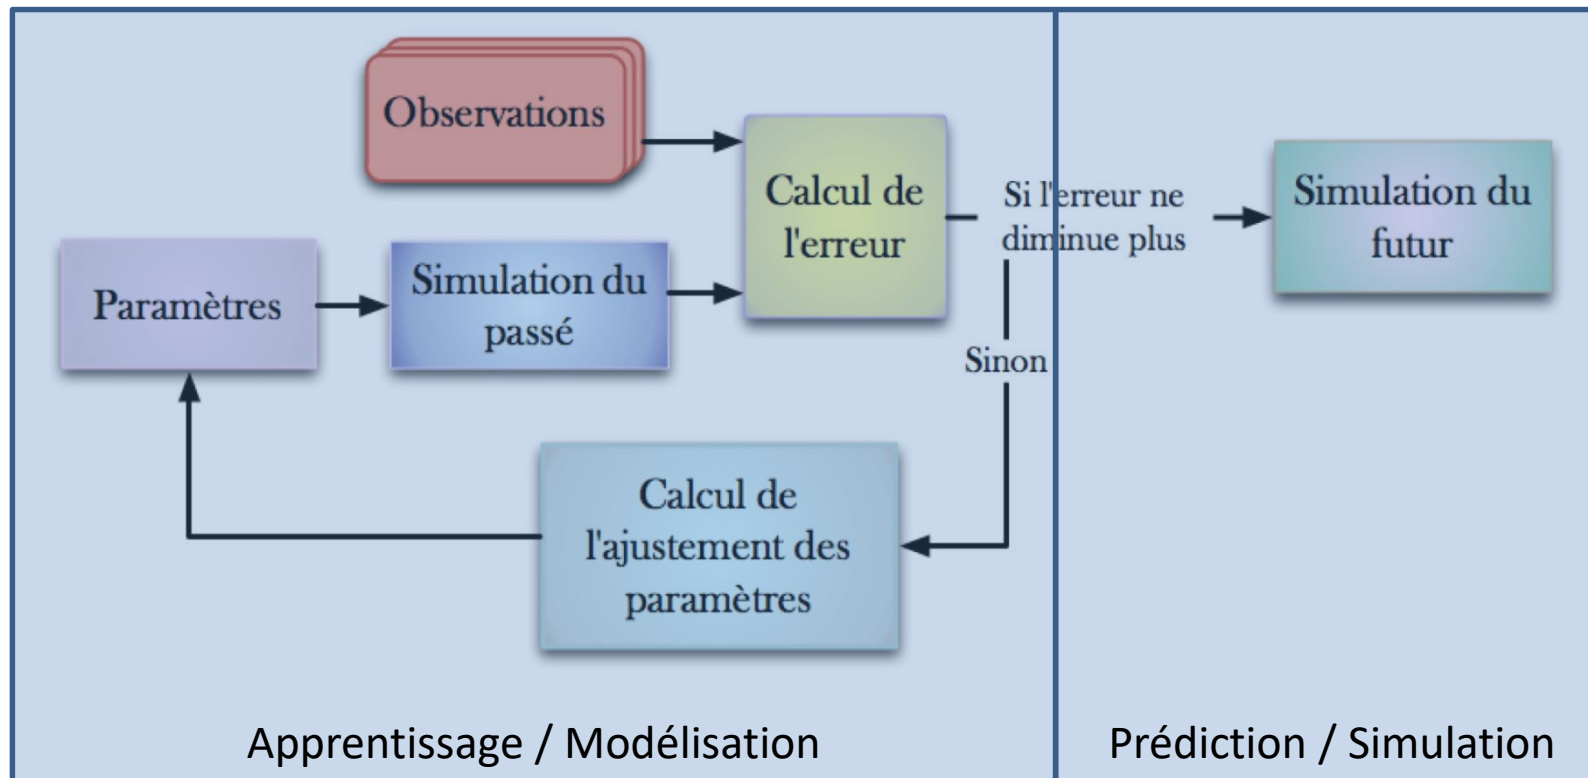 Observations
Calcul de
l'erreur
Si l'erreur ne
diminue plus
Simulation du
futur
Paramètres
Simulation du
passé
Sinon
Calcul de
l'ajustement des
paramètres
Apprentissage / Modélisation
Prédiction / Simulation